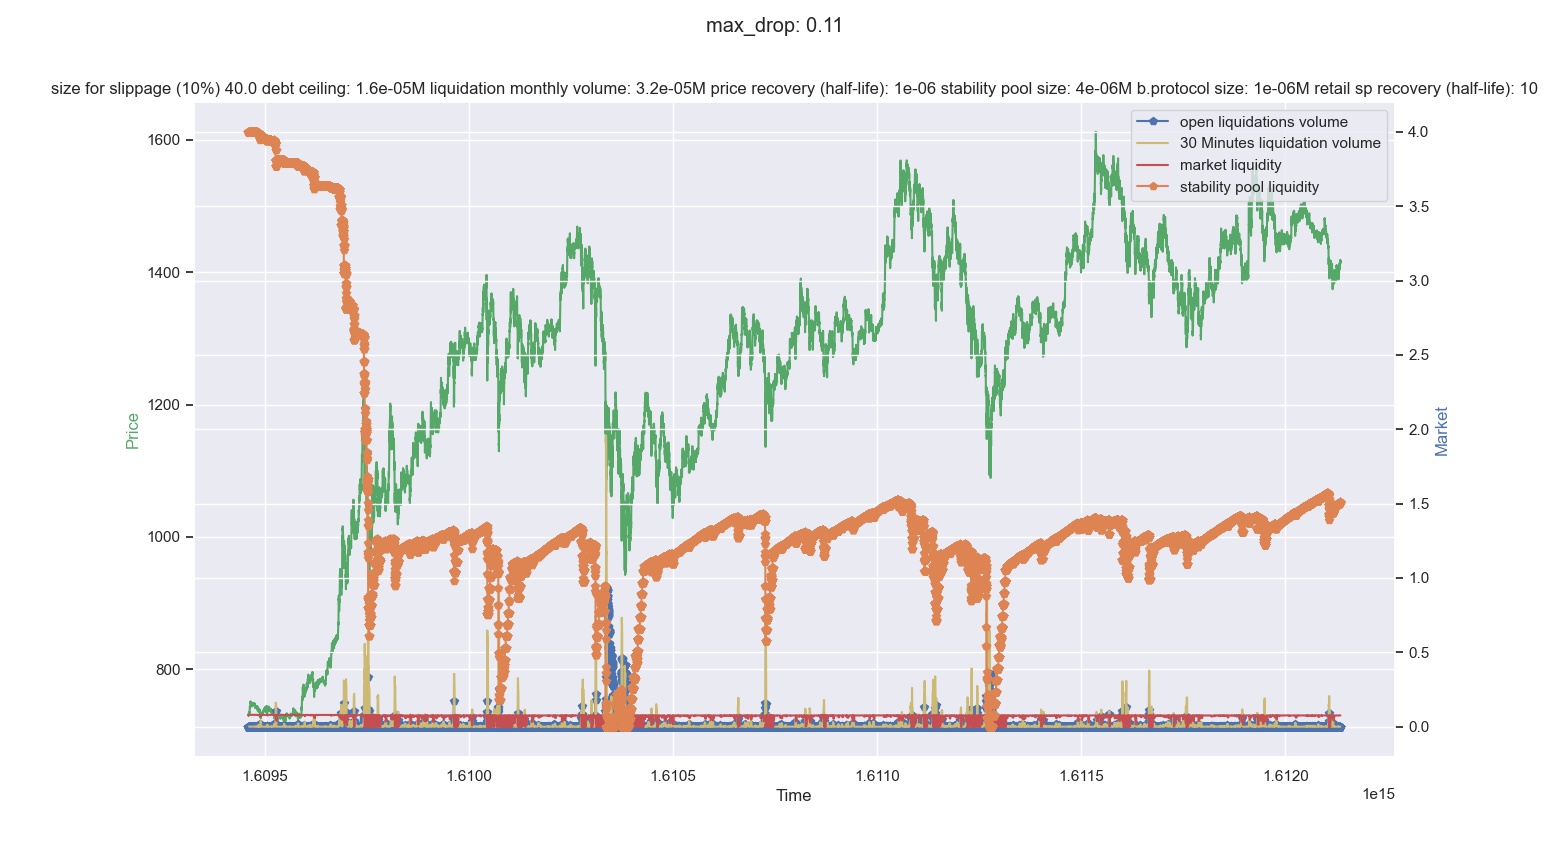 max_drop: 0.11
size for slippage (10%) 40.0 debt ceiling: 1.6e-05M liquidation monthly volume: 3.2e-05M price recovery (half-life): 1e-06 stability pool size: 4e-06M b.protocol size: 1e-06M retail sp recovery (half-life): 10
open liquidations volume
30 Minutes liquidation volume
market liquidity
stability pool liquidity
1600
1400
1200
1000
800
Price
4.0
3.5
3.0
2.5
2.0
1.5
1.0
0.5
0.0
Market
1.6095 1.6100 1.6105 1.6110 1.6115 1.6120
1e15
Time